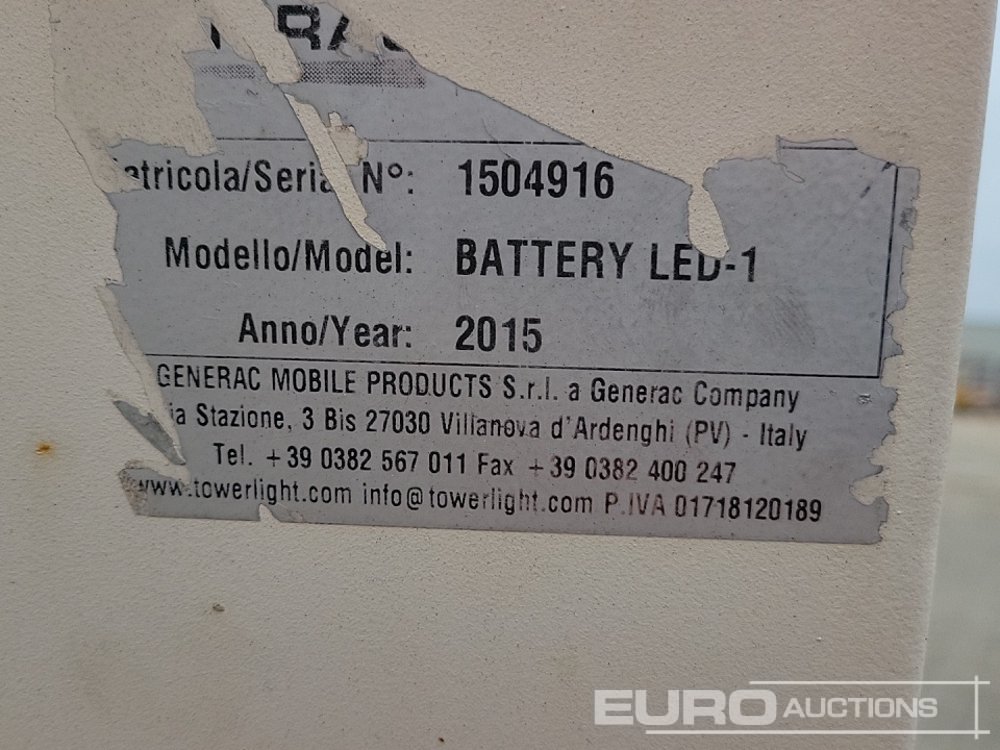 RA
atricola/Seria N°: 1504916
Modello/Model: BATTERY LED-1
Anno/Year: 2015
GENERAC MOBILE PRODUCTS S.r.l. a Generac Company
ia Stazione, 3 Bis 27030 Villanova d'Ardenghi (PV) - Italy
Tel. +39 0382 567 011 Fax +39 0382 400 247
www.towerlight.com info@towerlight.com P.IVA 01718120189
EURO AUCTIONS